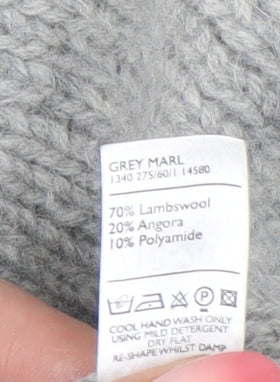 GREY MARL
1340 275/60/1 14580
70% Lambswool
20% Angora
10% Polyamide
P
COOL HAND WASH ONLY
USING MILD DETERGENT
DRY FLAT
RE-SHAPE WHILST DAMP